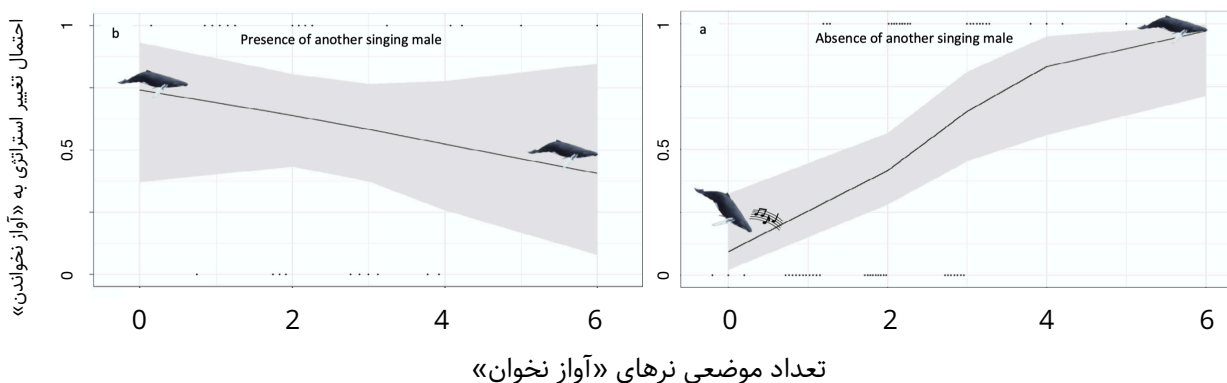 احتمال تغییر استراتژی به «آواز نخواندن»
1
0.5
0
b
Presence of another singing male
0 2 4 6
1
0.5
0
a
Absence of another singing male
0 2 4 6
تعداد موضعی نرهای «آواز نخوان»